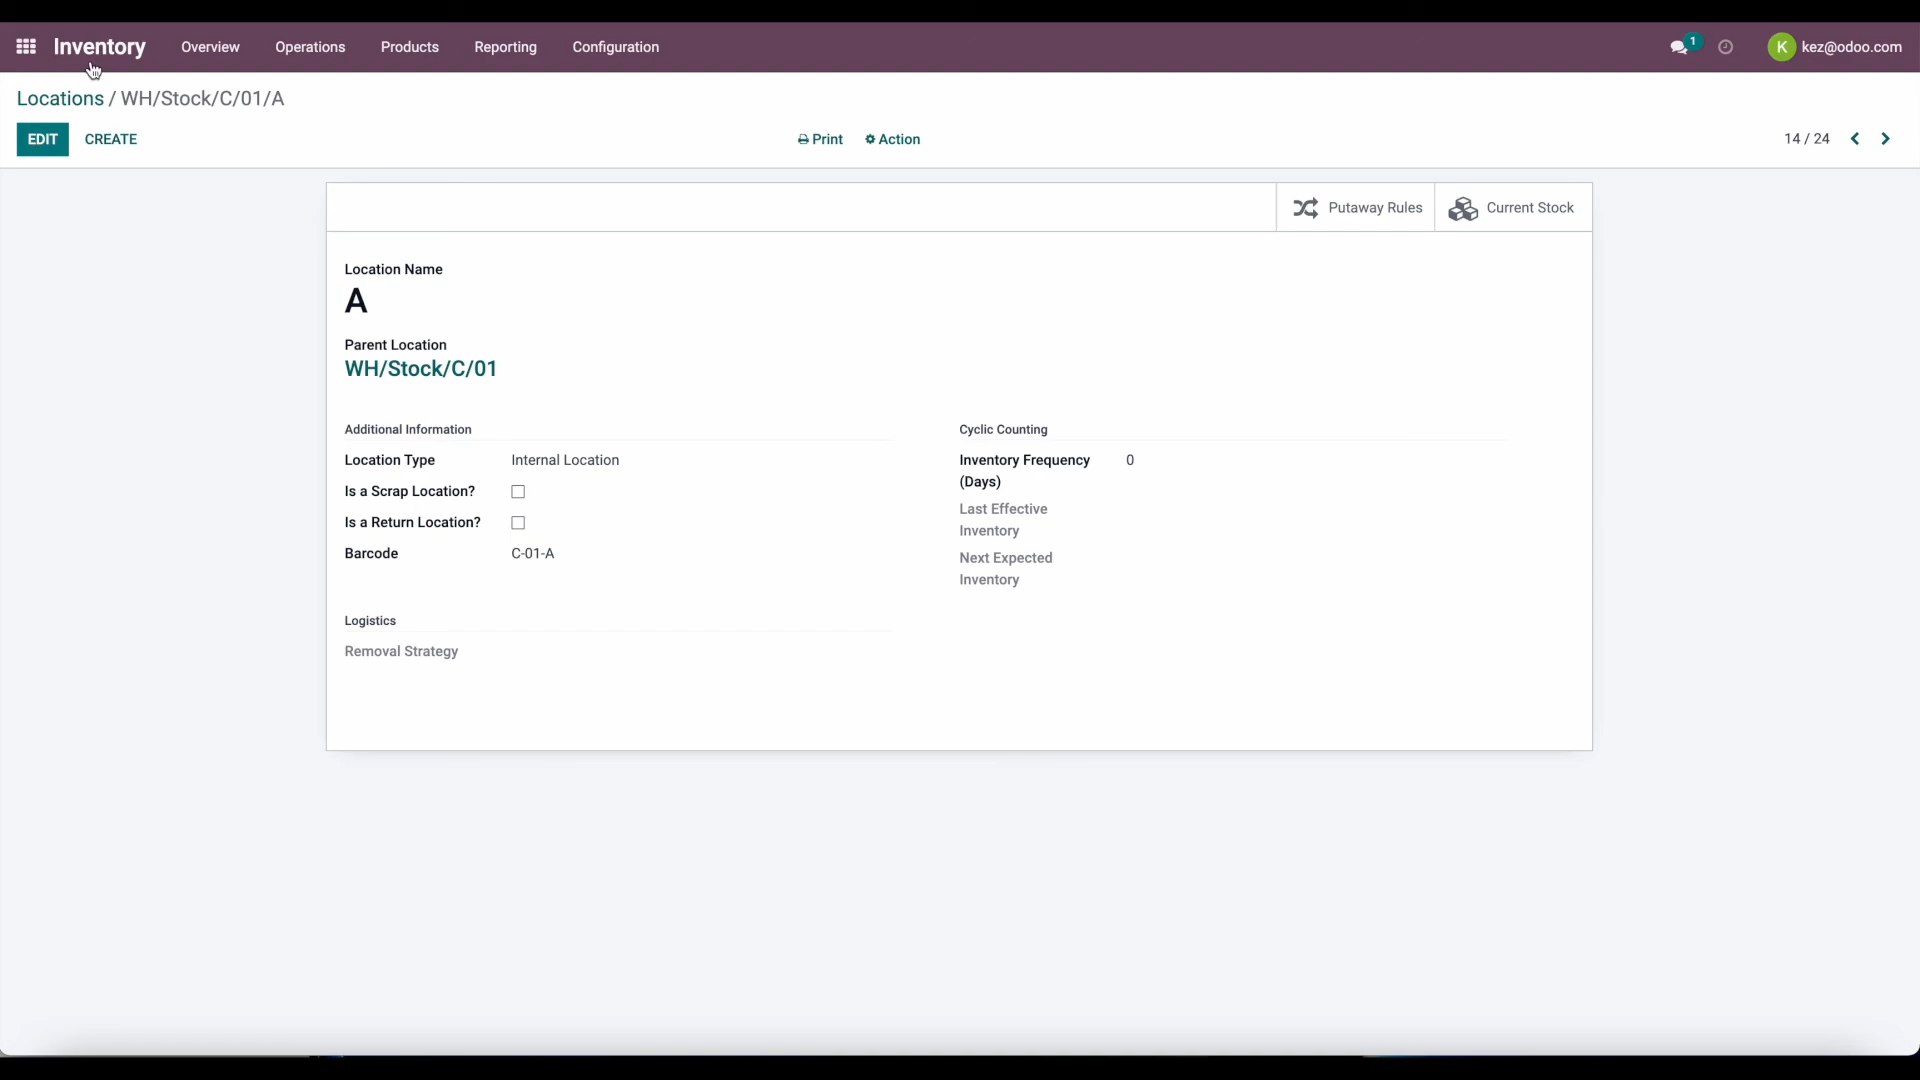 Inventory Overview Operations Products Reporting Configuration 1 K kez@odoo.com
Locations / WH/Stock/C/01/A
EDIT CREATE Print Action 14 / 24
Putaway Rules Current Stock
Location Name
A
Parent Location
WH/Stock/C/01
Additional Information
Location Type Internal Location
Is a Scrap Location?
Is a Return Location?
Barcode C-01-A
Cyclic Counting
Inventory Frequency 0
(Days)
Last Effective
Inventory
Next Expected
Inventory
Logistics
Removal Strategy